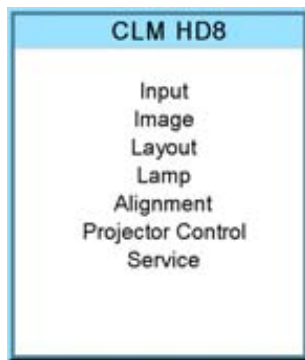 CLM HD8
Input
Image
Layout
Lamp
Alignment
Projector Control
Service